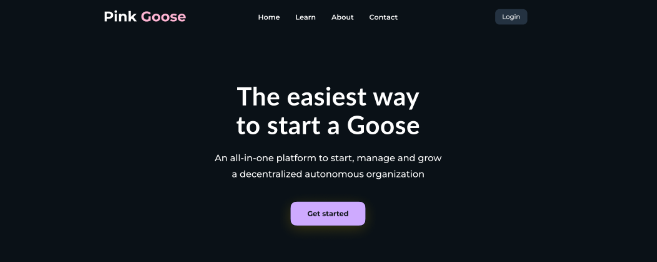 Pink Goose
Home Learn About Contact
Login
The easiest way
to start a Goose
An all-in-one platform to start, manage and grow
a decentralized autonomous organization
Get started